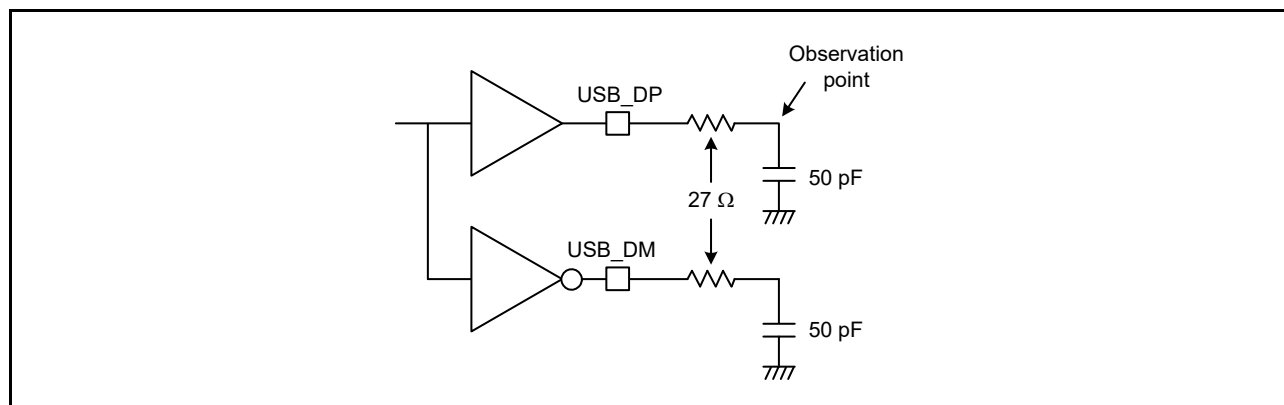 Observation
point
USB_DP
50 pF
27 Ω
USB_DM
50 pF